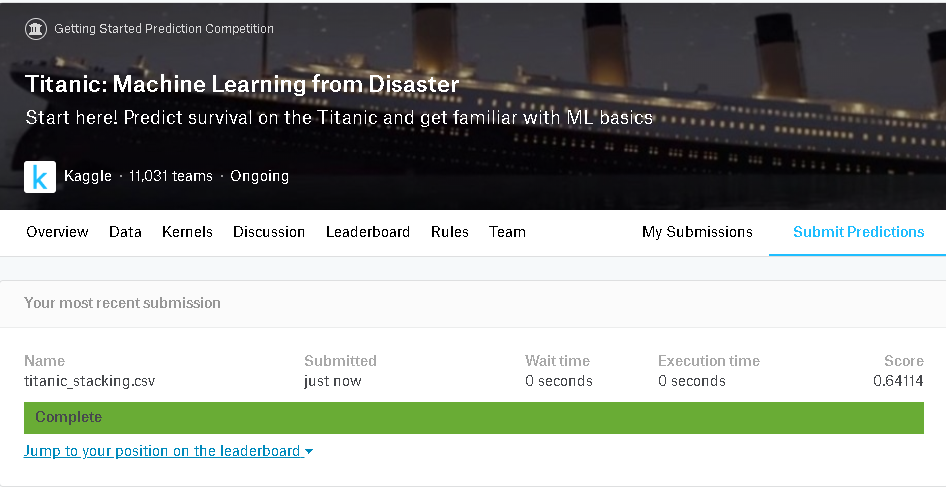 Getting Started Prediction Competition
Titanic: Machine Learning from Disaster
Start here! Predict survival on the Titanic and get familiar with ML basics
k Kaggle · 11,031 teams · Ongoing
Overview Data Kernels Discussion Leaderboard Rules Team My Submissions Submit Predictions
Your most recent submission
Name Submitted Wait time Execution time Score
titanic_stacking.csv just now 0 seconds 0 seconds 0.64114
Complete
Jump to your position on the leaderboard